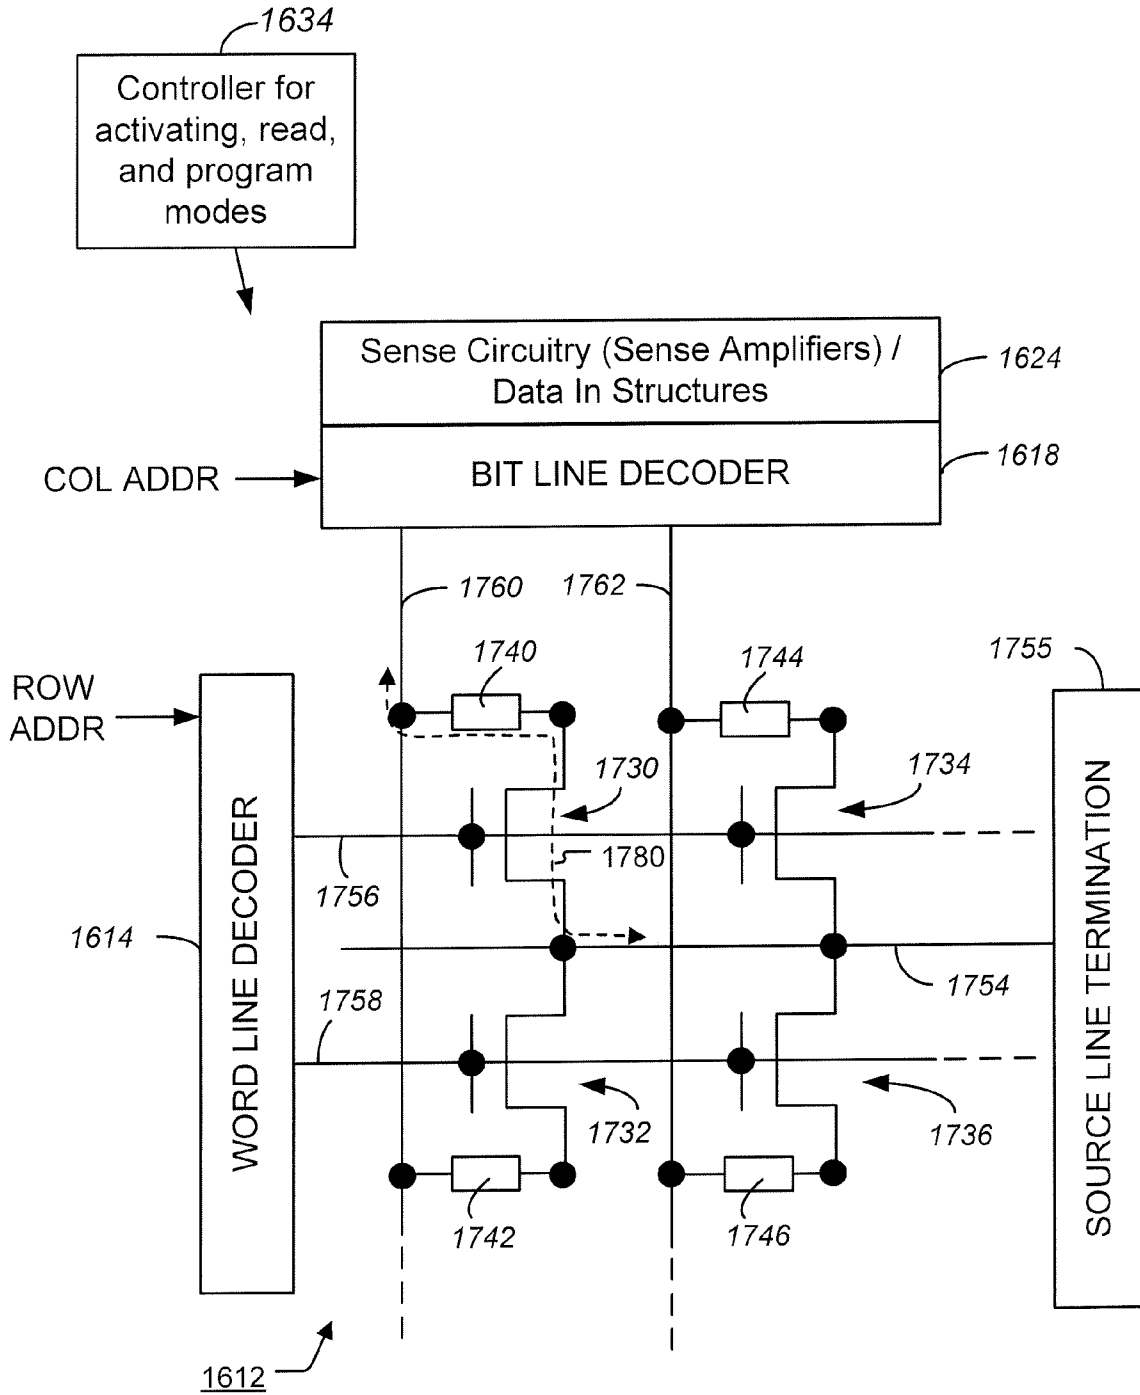 1634
Controller for
activating, read,
and program
modes
Sense Circuitry (Sense Amplifiers) /
Data In Structures
1624
COL ADDR
BIT LINE DECODER
1618
1760
1762
ROW
ADDR
1740
1744
1755
1730
1734
1780
1756
1614
WORD LINE DECODER
1758
1754
SOURCE LINE TERMINATION
1732
1736
1742
1746
1612